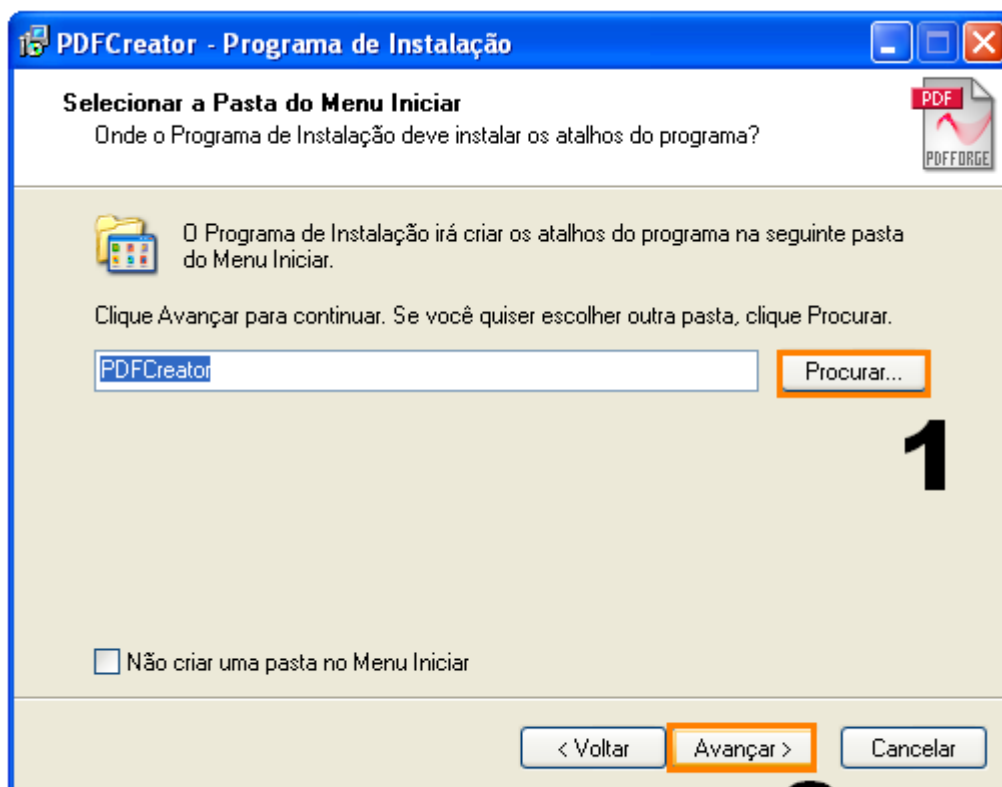 PDFCreator - Programa de Instalação
Selecionar a Pasta do Menu Iniciar
Onde o Programa de Instalação deve instalar os atalhos do programa?
PDF
PDFFORGE
O Programa de Instalação irá criar os atalhos do programa na seguinte pasta
do Menu Iniciar.
Clique Avançar para continuar. Se você quiser escolher outra pasta, clique Procurar.
PDFCreator
Procurar...
1
Não criar uma pasta no Menu Iniciar
< Voltar
Avançar >
Cancelar